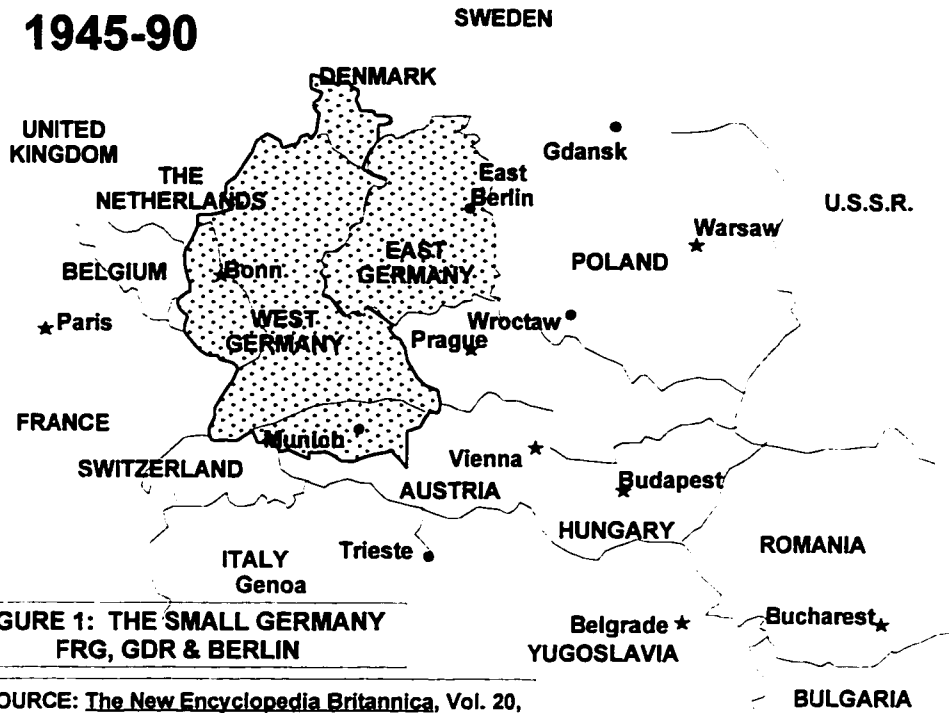 1945-90
SWEDEN
DENMARK
UNITED
KINGDOM
Gdansk
THE
NETHERLANDS
East
Berlin
U.S.S.R.
Warsaw
EAST
GERMANY
POLAND
BELGIUM
Bonn
Paris
WEST
GERMANY
Wroctaw
Prague
FRANCE
Munich
SWITZERLAND
Vienna
Budapest
AUSTRIA
HUNGARY
ROMANIA
Trieste
ITALY
Genoa
Belgrade
Bucharest
YUGOSLAVIA
BULGARIA
GURE 1: THE SMALL GERMANY
FRG, GDR & BERLIN
OURCE: The New Encyclopedia Britannica, Vol. 20,